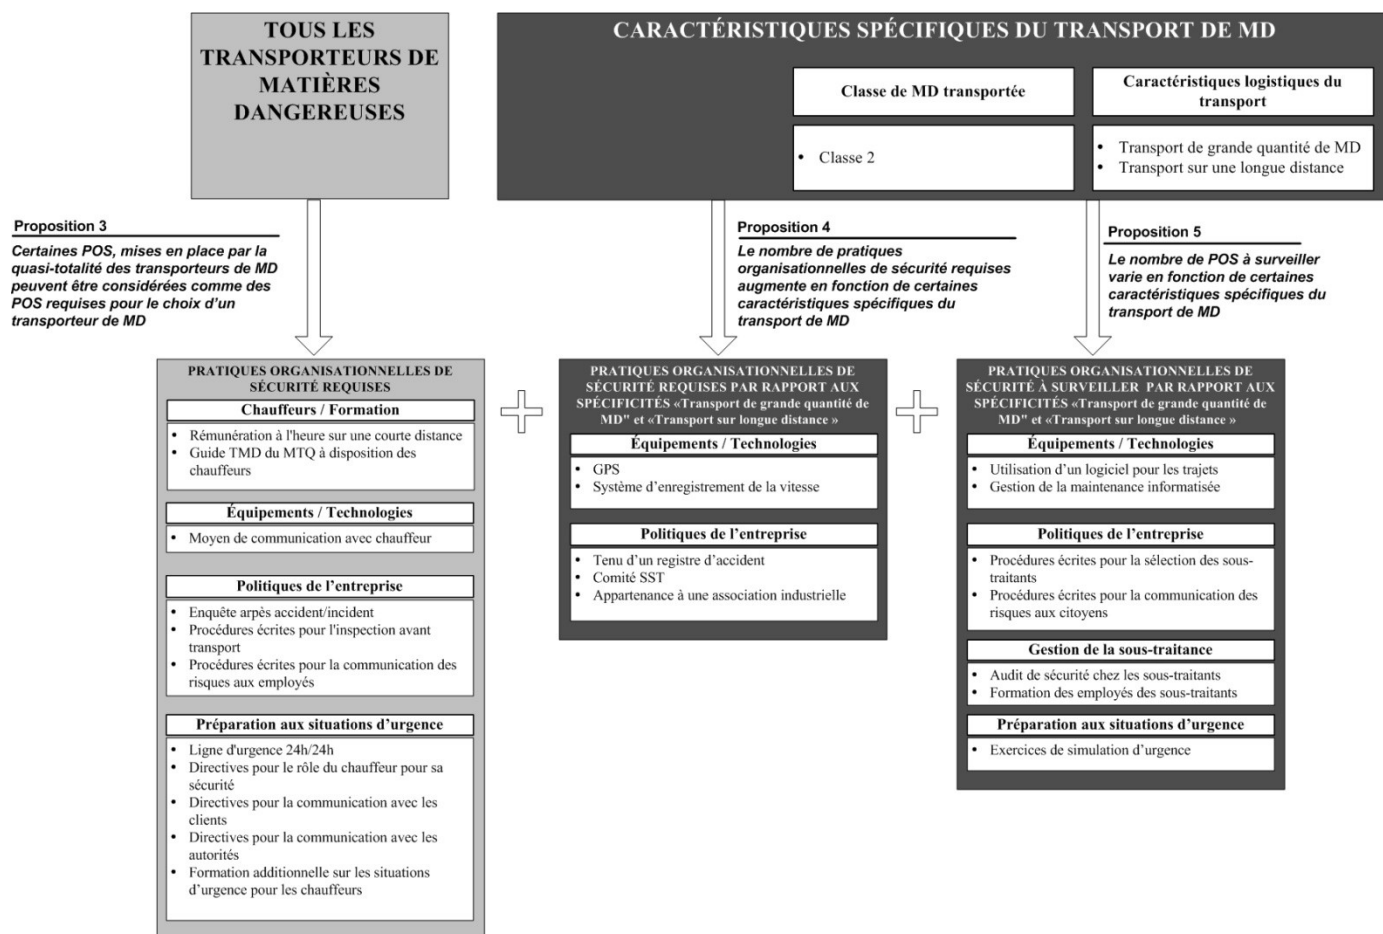 TOUS LES
TRANSPORTEURS DE
MATIÈRES
DANGEREUSES
CARACTÉRISTIQUES SPÉCIFIQUES DU TRANSPORT DE MD
Classe de MD transportée
• Classe 2
Caractéristiques logistiques du
transport
• Transport de grande quantité de MD
• Transport sur une longue distance
Proposition 3
Certaines POS, mises en place par la
quasi-totalité des transporteurs de MD
peuvent être considérées comme des
POS requises pour le choix d'un
transporteur de MD
Proposition 4
Le nombre de pratiques
organisationnelles de sécurité requises
augmente en fonction de certaines
caractéristiques spécifiques du
transport de MD
Proposition 5
Le nombre de POS à surveiller
varie en fonction de certaines
caractéristiques spécifiques du
transport de MD
PRATIQUES ORGANISATIONNELLES DE
SÉCURITÉ REQUISES
Chauffeurs / Formation
• Rémunération à l'heure sur une courte distance
• Guide TMD du MTQ à disposition des
chauffeurs
Équipements / Technologies
• Moyen de communication avec chauffeur
Politiques de l'entreprise
• Enquête arpès accident/incident
• Procédures écrites pour l'inspection avant
transport
• Procédures écrites pour la communication des
risques aux employés
Préparation aux situations d'urgence
• Ligne d'urgence 24h/24h
• Directives pour le rôle du chauffeur pour sa
sécurité
• Directives pour la communication avec les
clients
• Directives pour la communication avec les
autorités
• Formation additionnelle sur les situations
d'urgence pour les chauffeurs
PRATIQUES ORGANISATIONNELLES DE
SÉCURITÉ REQUISES PAR RAPPORT AUX
SPÉCIFICITÉS «Transport de grande quantité de
MD" et «Transport sur longue distance »
Équipements / Technologies
• GPS
• Système d'enregistrement de la vitesse
Politiques de l'entreprise
• Tenu d'un registre d'accident
• Comité SST
• Appartenance à une association industrielle
PRATIQUES ORGANISATIONNELLES DE
SÉCURITÉ À SURVEILLER PAR RAPPORT AUX
SPÉCIFICITÉS «Transport de grande quantité de
MD" et «Transport sur longue distance »
Équipements / Technologies
• Utilisation d'un logiciel pour les trajets
• Gestion de la maintenance informatisée
Politiques de l'entreprise
• Procédures écrites pour la sélection des sous-
traitants
• Procédures écrites pour la communication des
risques aux citoyens
Gestion de la sous-traitance
• Audit de sécurité chez les sous-traitants
• Formation des employés des sous-traitants
Préparation aux situations d'urgence
• Exercices de simulation d'urgence